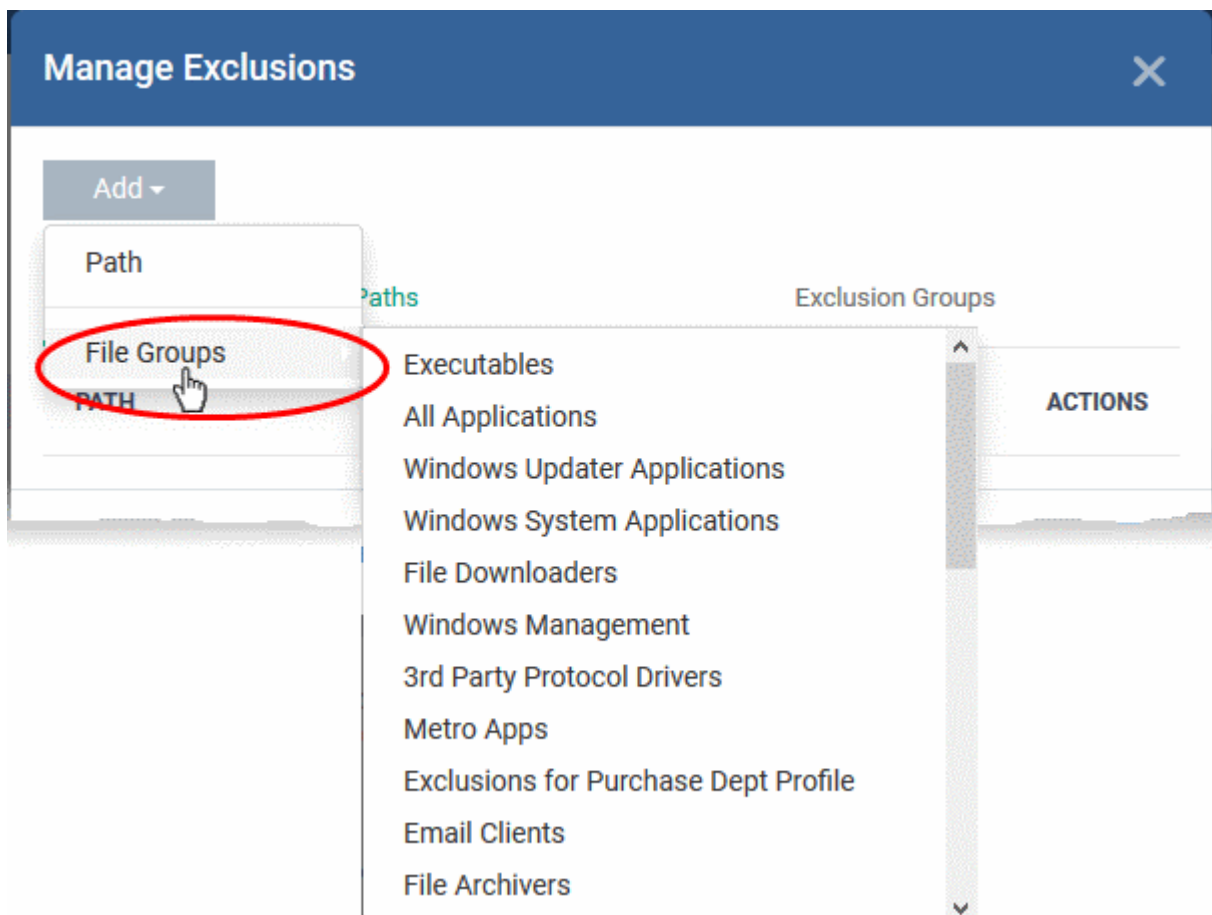 Manage Exclusions
Add
Path
Paths
Exclusion Groups
File Groups
PATH
ACTIONS
Executables
All Applications
Windows Updater Applications
Windows System Applications
File Downloaders
Windows Management
3rd Party Protocol Drivers
Metro Apps
Exclusions for Purchase Dept Profile
Email Clients
File Archivers